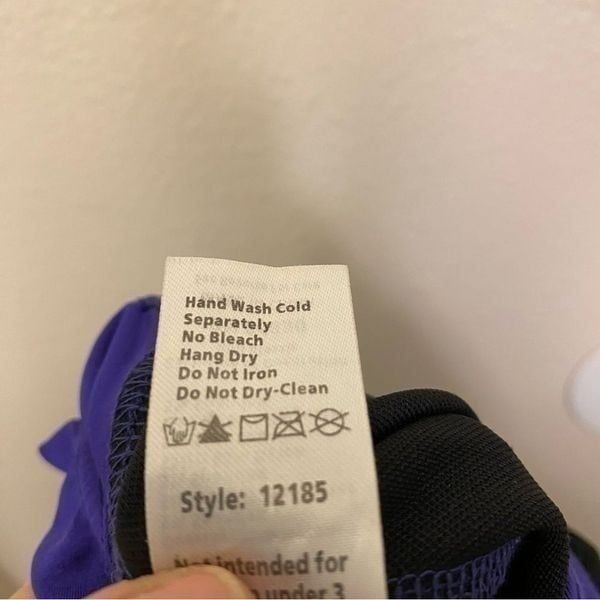 Hand Wash Cold
Separately
No Bleach
Hang Dry
Do Not Iron
Do Not Dry-Clean
Style: 12185
Not intended for
under 3